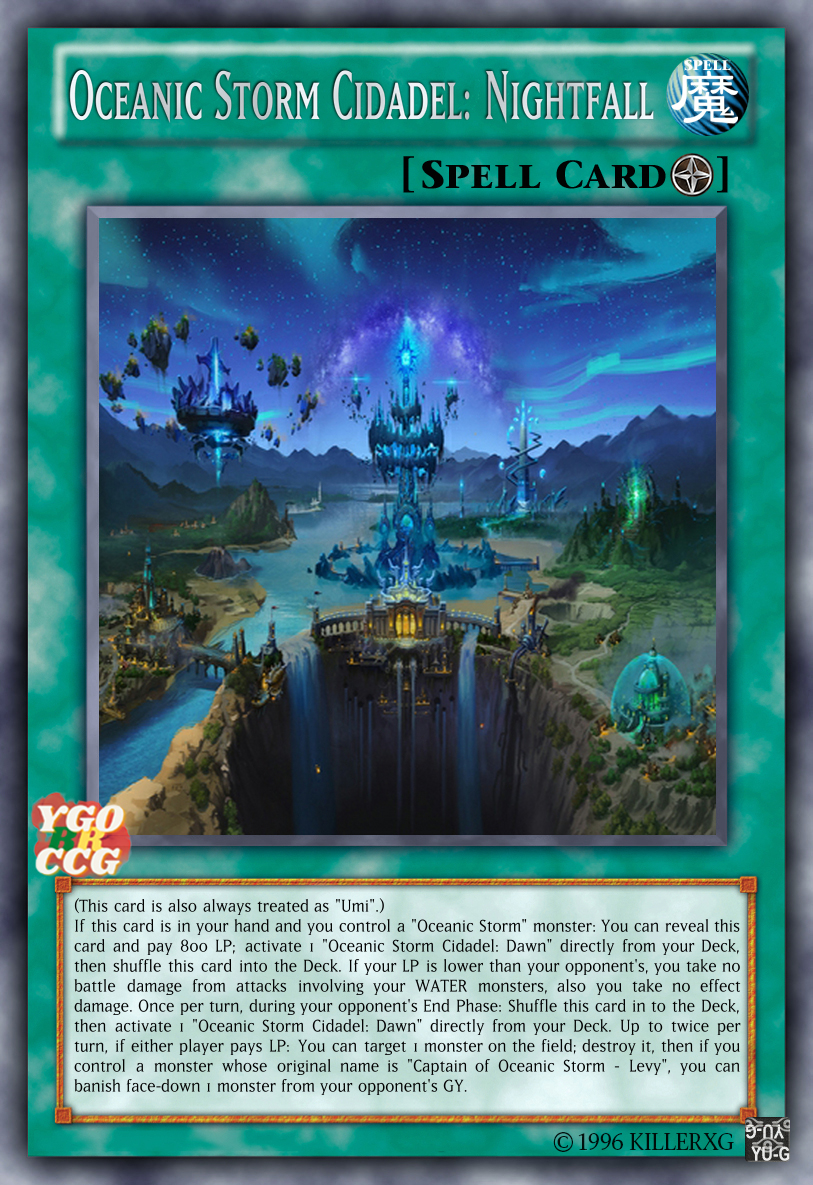 Oceanic Storm Cidadel: Nightfall
SPELL
魔
[Spell Card]
YGO
CCG
(This card is also always treated as "Umi".)
If this card is in your hand and you control a "Oceanic Storm" monster: You can reveal this
card and pay 800 LP; activate 1 "Oceanic Storm Cidadel: Dawn" directly from your Deck,
then shuffle this card into the Deck. If your LP is lower than your opponent's, you take no
battle damage from attacks involving your WATER monsters, also you take no effect
damage. Once per turn, during your opponent's End Phase: Shuffle this card in to the Deck,
then activate 1 "Oceanic Storm Cidadel: Dawn" directly from your Deck. Up to twice per
turn, if either player pays LP: You can target 1 monster on the field; destroy it, then if you
control a monster whose original name is "Captain of Oceanic Storm - Levy", you can
banish face-down 1 monster from your opponent's GY.
© 1996 KILLERXG
YU-G
YU-G